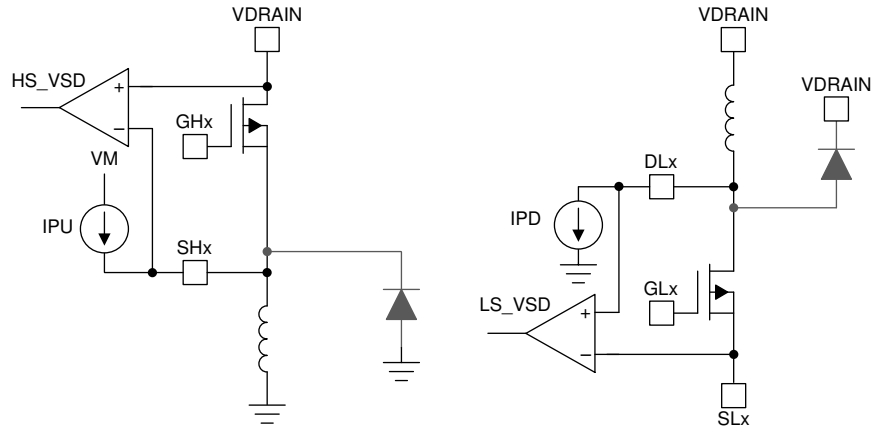 VDRAIN
HS_VSD
+
−
GHx
VM
IPU
SHx
VDRAIN
VDRAIN
DLx
IPD
GLx
LS_VSD
+
−
SLx